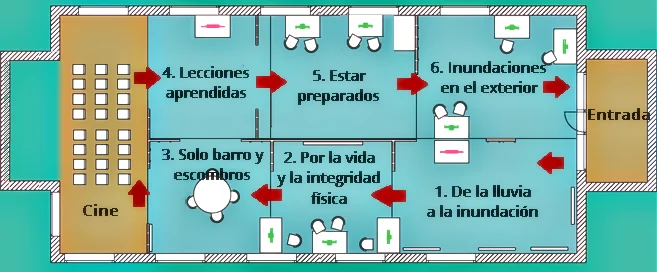 4. Lecciones
aprendidas
5. Estar
preparados
6. Inundaciones
en el exterior
Entrada
3. Solo barro y
escombros
2. Por la vida
y la integridad
física
1. De la lluvia
a la inundación
Cine